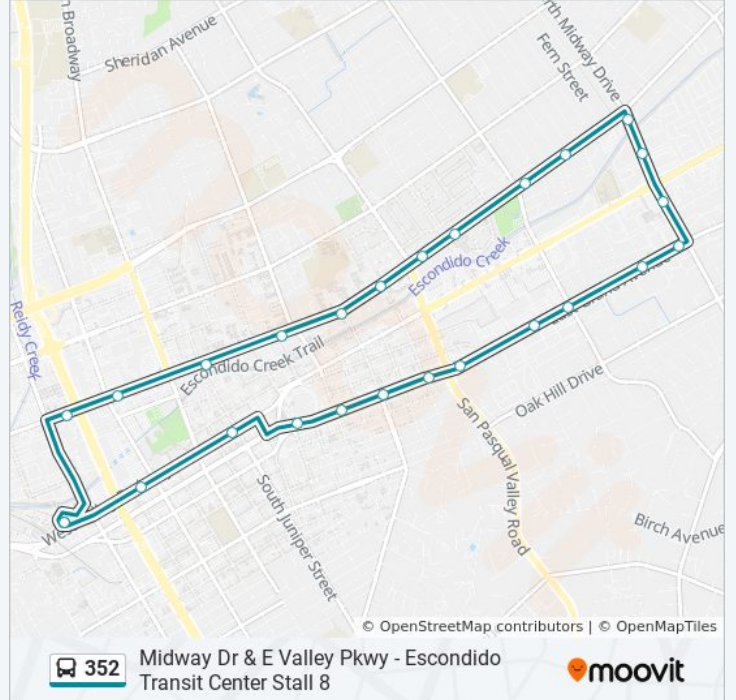 n Broadway
Sheridan Avenue
rth Midway Drive
Fern Street
Escondido Creek
Reidy Creek
Escondido Creek Trail
Oak Hill Drive
San Pasqual Valley Road
South Juniper Street
Birch Avenue
We
© OpenStreetMap contributors | © OpenMapTiles
352
Midway Dr & E Valley Pkwy - Escondido
Transit Center Stall 8
moovit